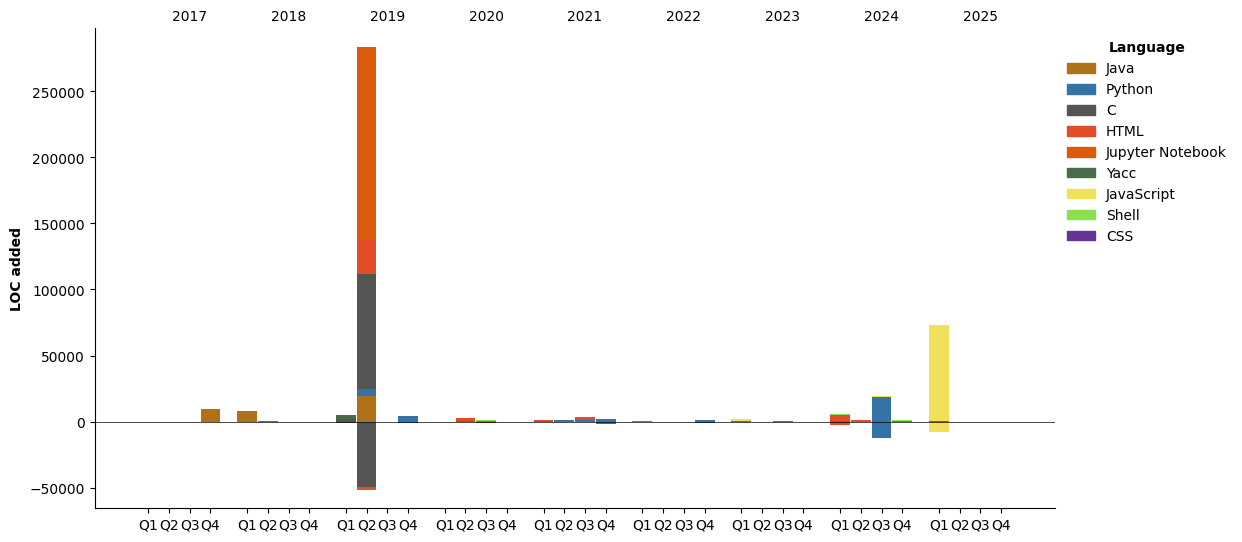 2017 2018 2019 2020 2021 2022 2023 2024 2025
Language
Java
Python
C
HTML
Jupyter Notebook
Yacc
JavaScript
Shell
CSS
LOC added
250000
200000
150000
100000
50000
0
−50000
Q1 Q2 Q3 Q4 Q1 Q2 Q3 Q4 Q1 Q2 Q3 Q4 Q1 Q2 Q3 Q4 Q1 Q2 Q3 Q4 Q1 Q2 Q3 Q4 Q1 Q2 Q3 Q4 Q1 Q2 Q3 Q4 Q1 Q2 Q3 Q4